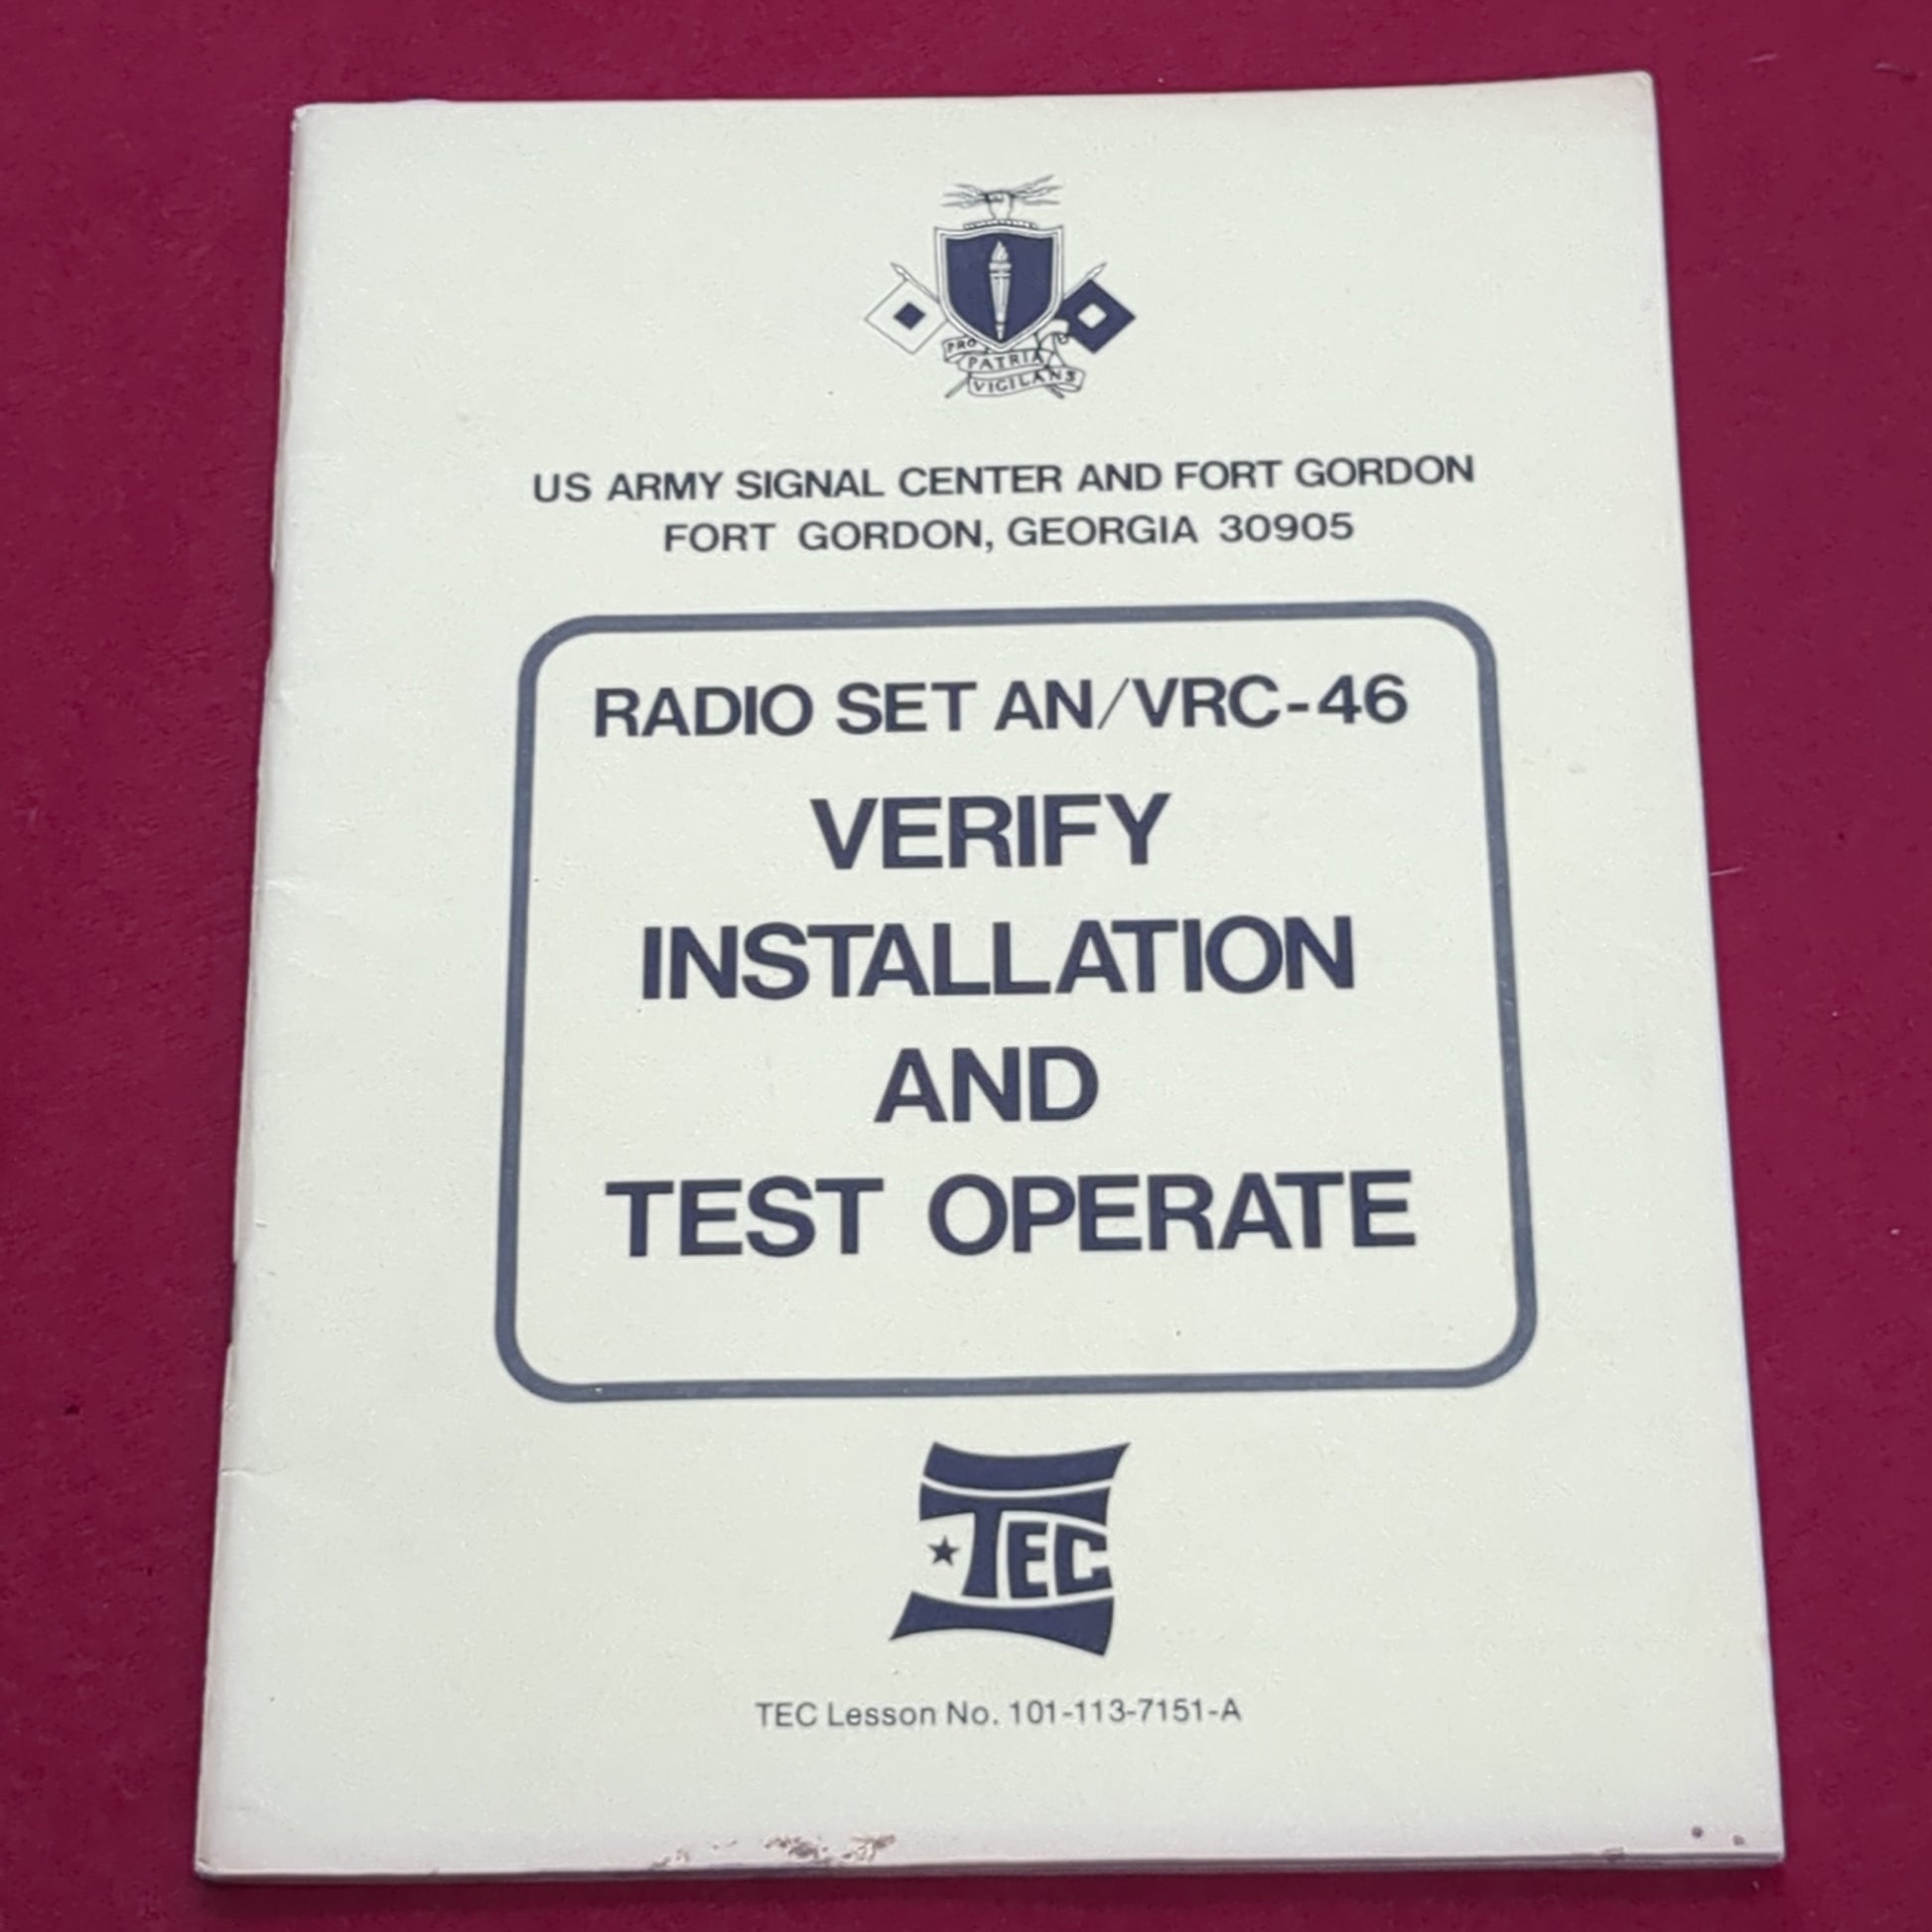 PRO
PATRIA
VIGILANS
US ARMY SIGNAL CENTER AND FORT GORDON
FORT GORDON, GEORGIA 30905
RADIO SET AN/VRC-46
VERIFY
INSTALLATION
AND
TEST OPERATE
TEC
TEC Lesson No. 101-113-7151-A